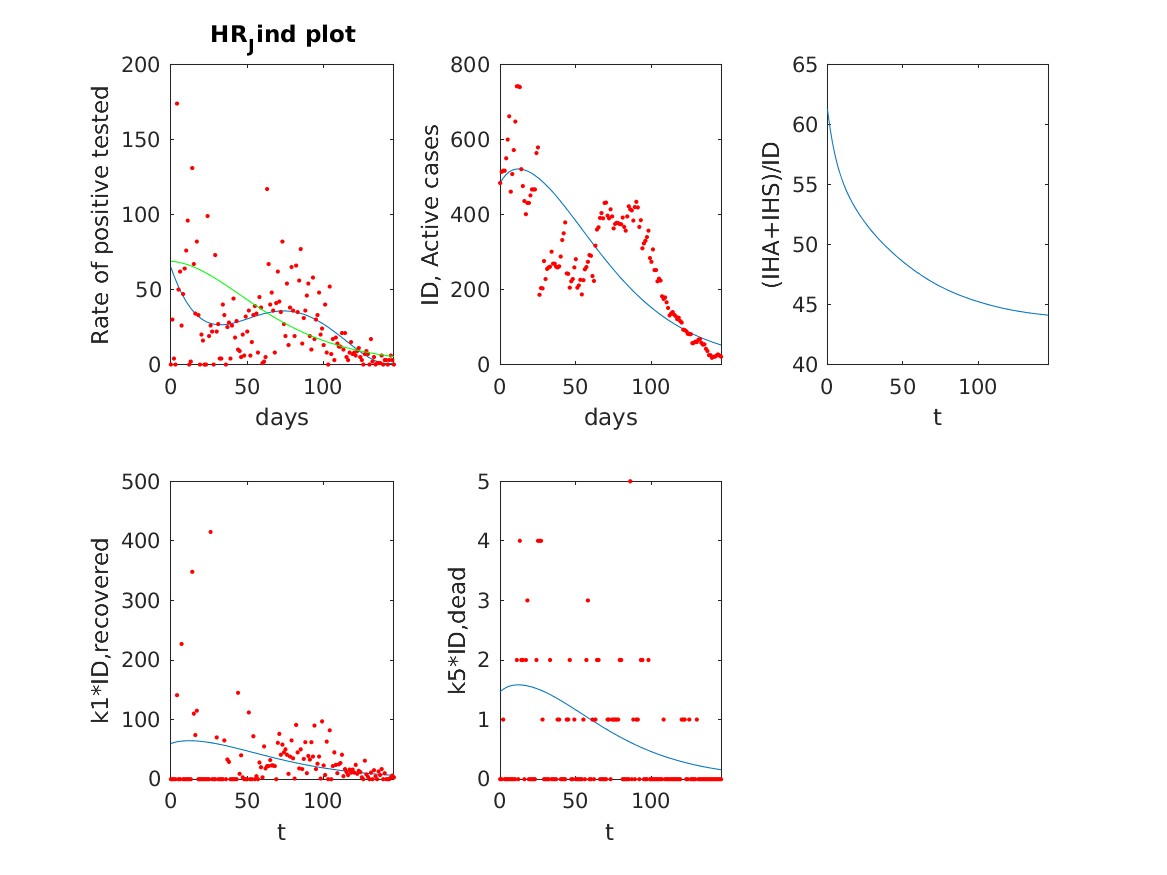 HR_Jind plot
200
150
100
50
0
Rate of positive tested
0 50 100
days
800
600
400
200
0
ID, Active cases
0 50 100
days
65
60
55
50
45
40
(IHA+IHS)/ID
0 50 100
t
500
400
300
200
100
0
k1*ID,recovered
0 50 100
t
5
4
3
2
1
0
k5*ID,dead
0 50 100
t